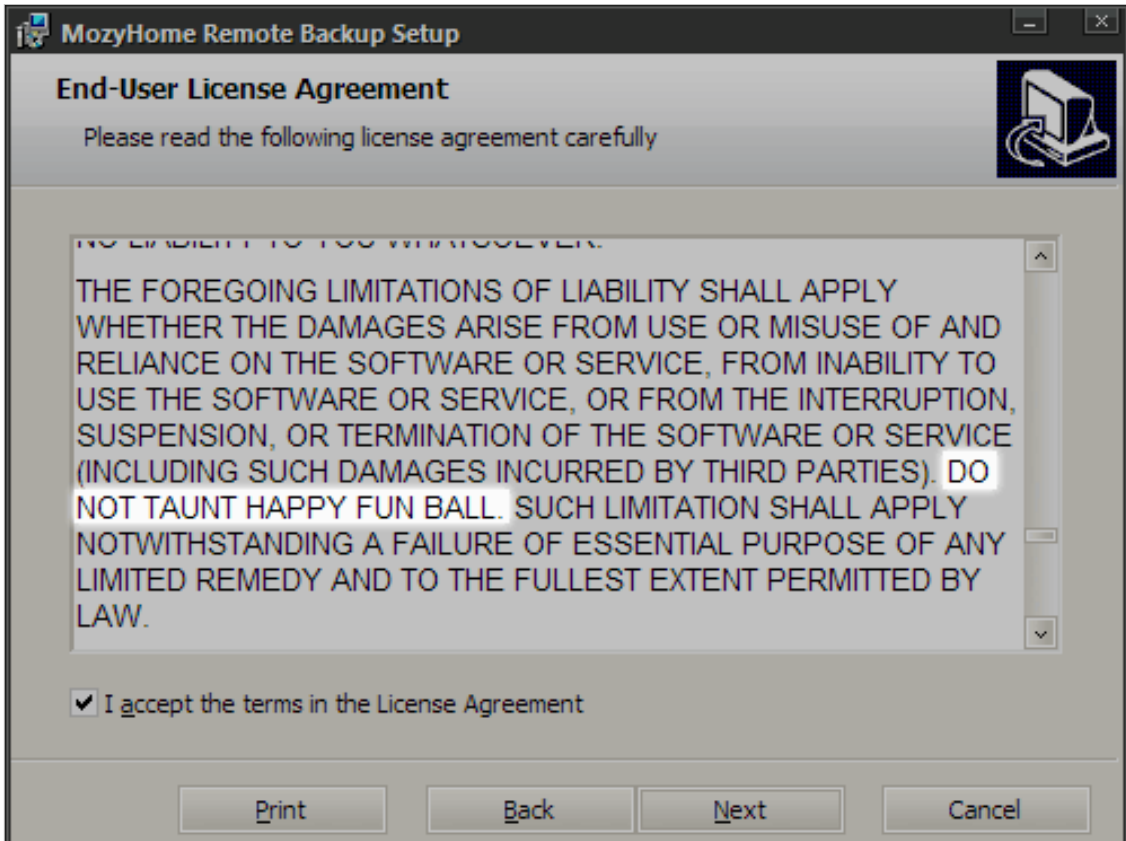 MozyHome Remote Backup Setup
End-User License Agreement
Please read the following license agreement carefully
NO LIABILITY TO YOU WHATSOEVER.
THE FOREGOING LIMITATIONS OF LIABILITY SHALL APPLY
WHETHER THE DAMAGES ARISE FROM USE OR MISUSE OF AND
RELIANCE ON THE SOFTWARE OR SERVICE, FROM INABILITY TO
USE THE SOFTWARE OR SERVICE, OR FROM THE INTERRUPTION,
SUSPENSION, OR TERMINATION OF THE SOFTWARE OR SERVICE
(INCLUDING SUCH DAMAGES INCURRED BY THIRD PARTIES). DO
NOT TAUNT HAPPY FUN BALL. SUCH LIMITATION SHALL APPLY
NOTWITHSTANDING A FAILURE OF ESSENTIAL PURPOSE OF ANY
LIMITED REMEDY AND TO THE FULLEST EXTENT PERMITTED BY
LAW.
I accept the terms in the License Agreement
Print Back Next Cancel